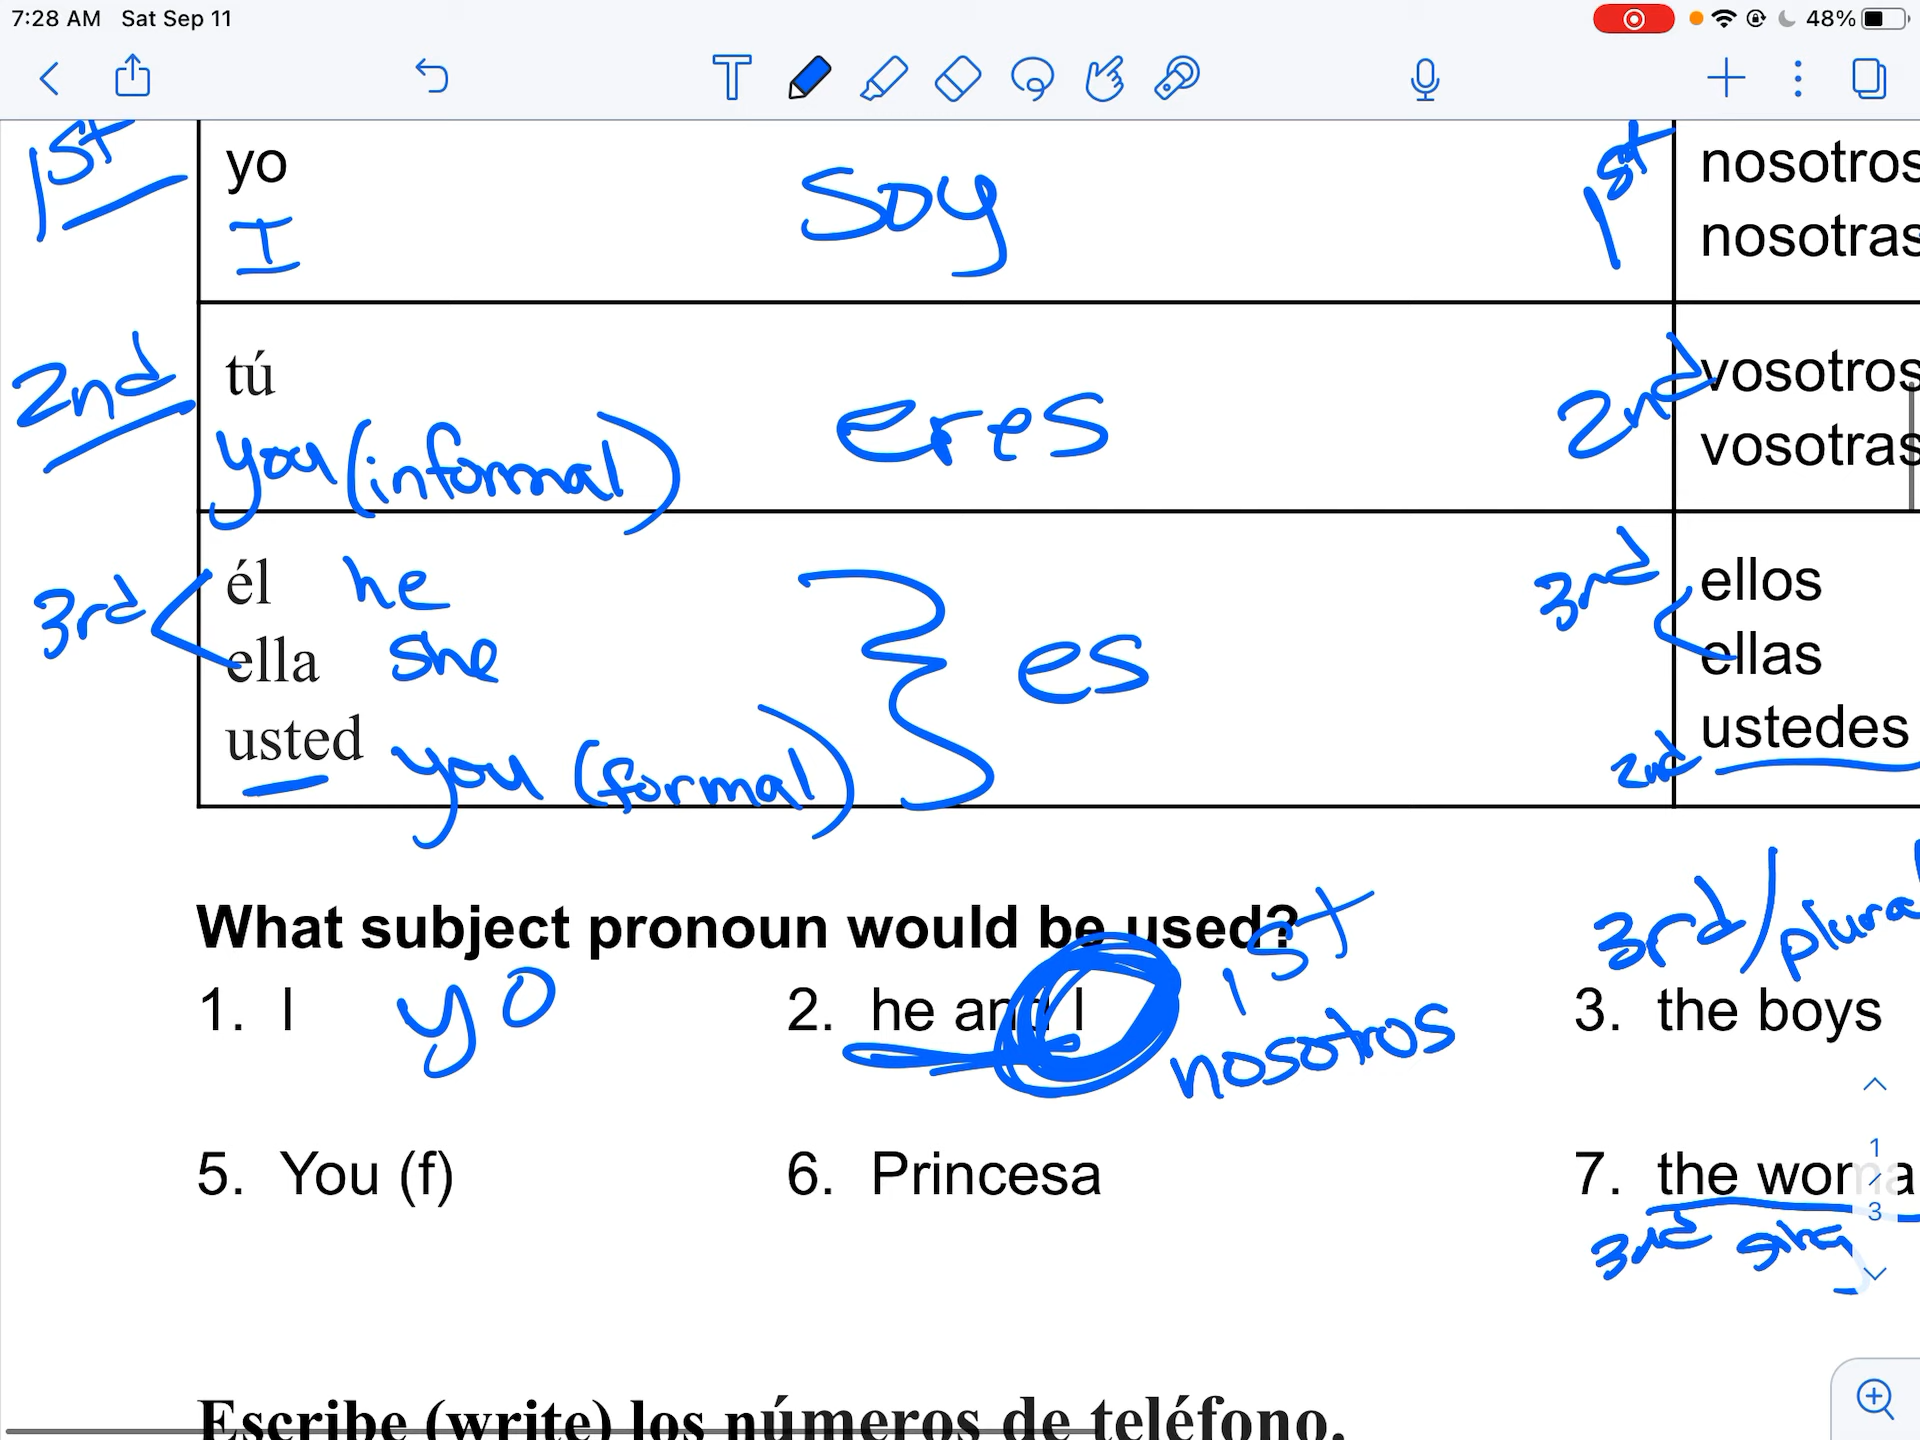 7:28 AM Sat Sep 11
48%
1st yo soy 1st nosotros
I nosotras
2nd tú eres 2nd vosotros
you (informal) vosotras
3rd él he 3rd ellos
ella she es ellas
usted you (formal) 2nd ustedes
What subject pronoun would be used?
1. I yo 2. he and I 1st nosotros 3rd/plural 3. the boys
5. You (f) 6. Princesa 7. the woma
3rd sing
1
3
Escribe (write) los números de teléfono.